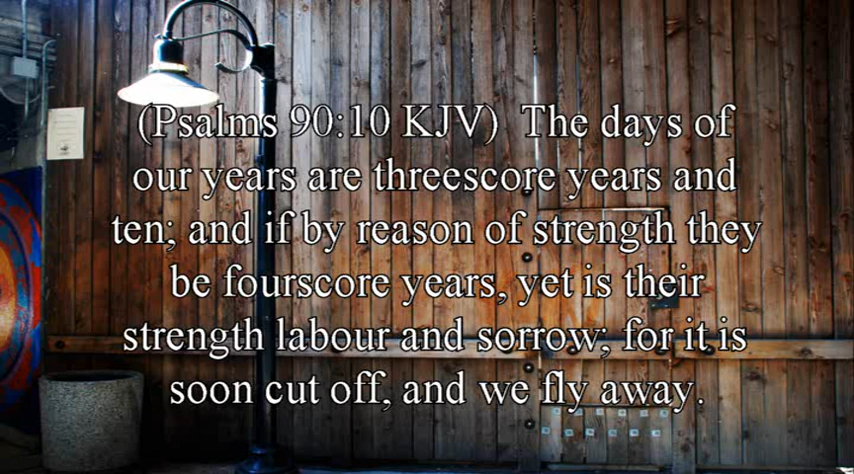 (Psalms 90:10 KJV) The days of
our years are threescore years and
ten; and if by reason of strength they
be fourscore years, yet is their
strength labour and sorrow; for it is
soon cut off, and we fly away.